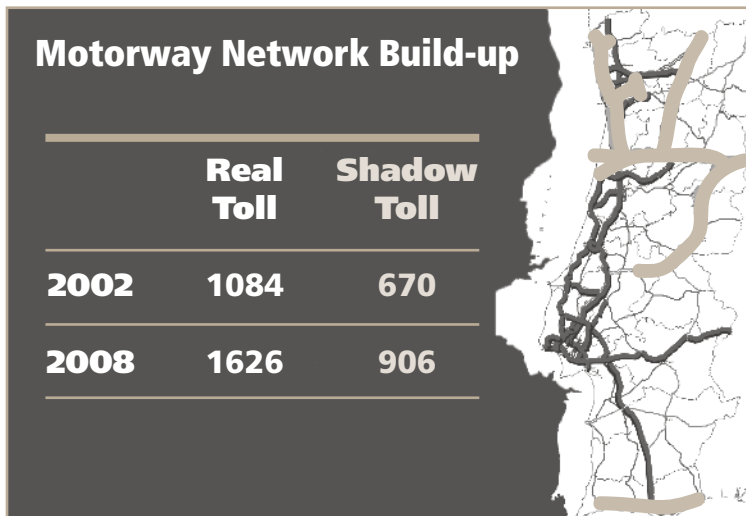 Motorway Network Build-up
Real Shadow
Toll Toll
2002 1084 670
2008 1626 906